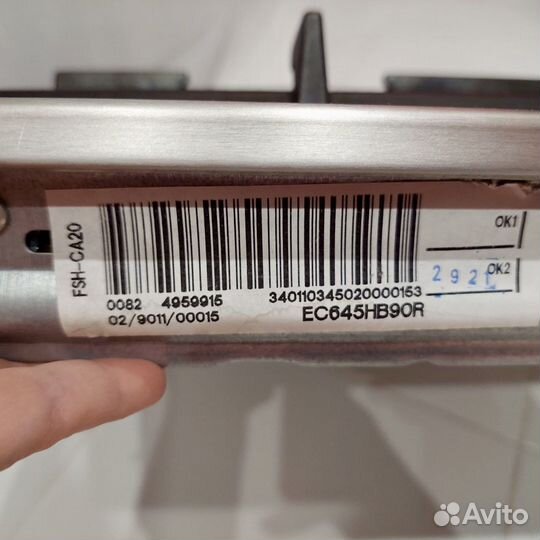 FSH-CA20
0082 4959915 340110345020000153
02/9011/00015 EC645HB90R
OK1
2921 OK2
Avito